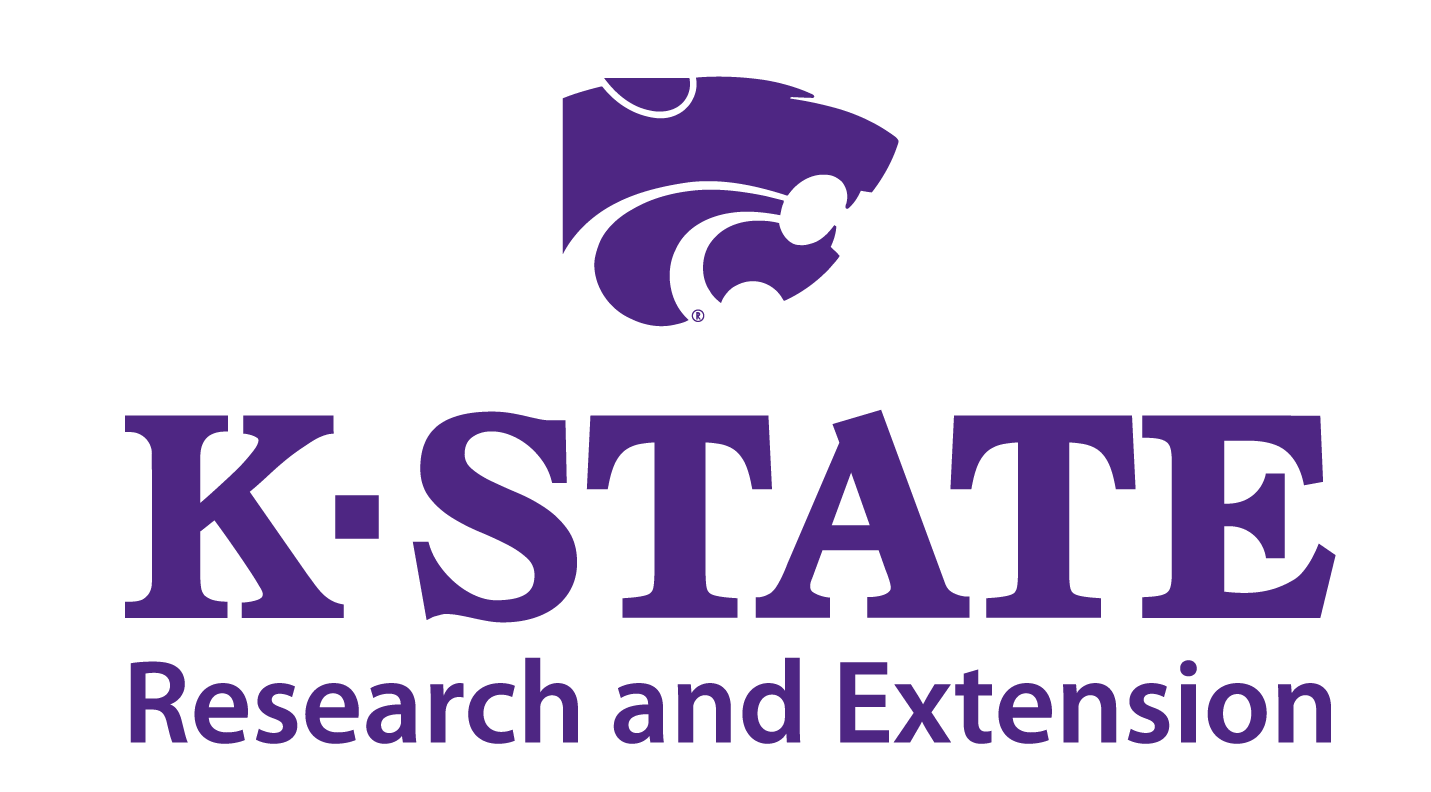 ®
K·STATE
Research and Extension